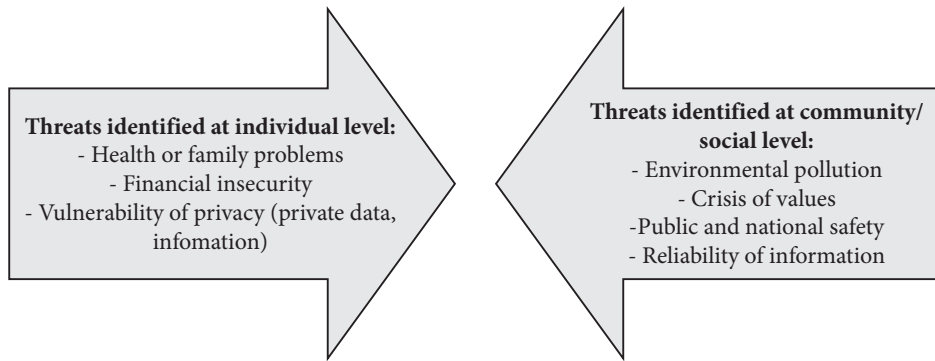 Threats identified at individual level:
- Health or family problems
- Financial insecurity
- Vulnerability of privacy (private data,
infomation)
Threats identified at community/
social level:
- Environmental pollution
- Crisis of values
-Public and national safety
- Reliability of information